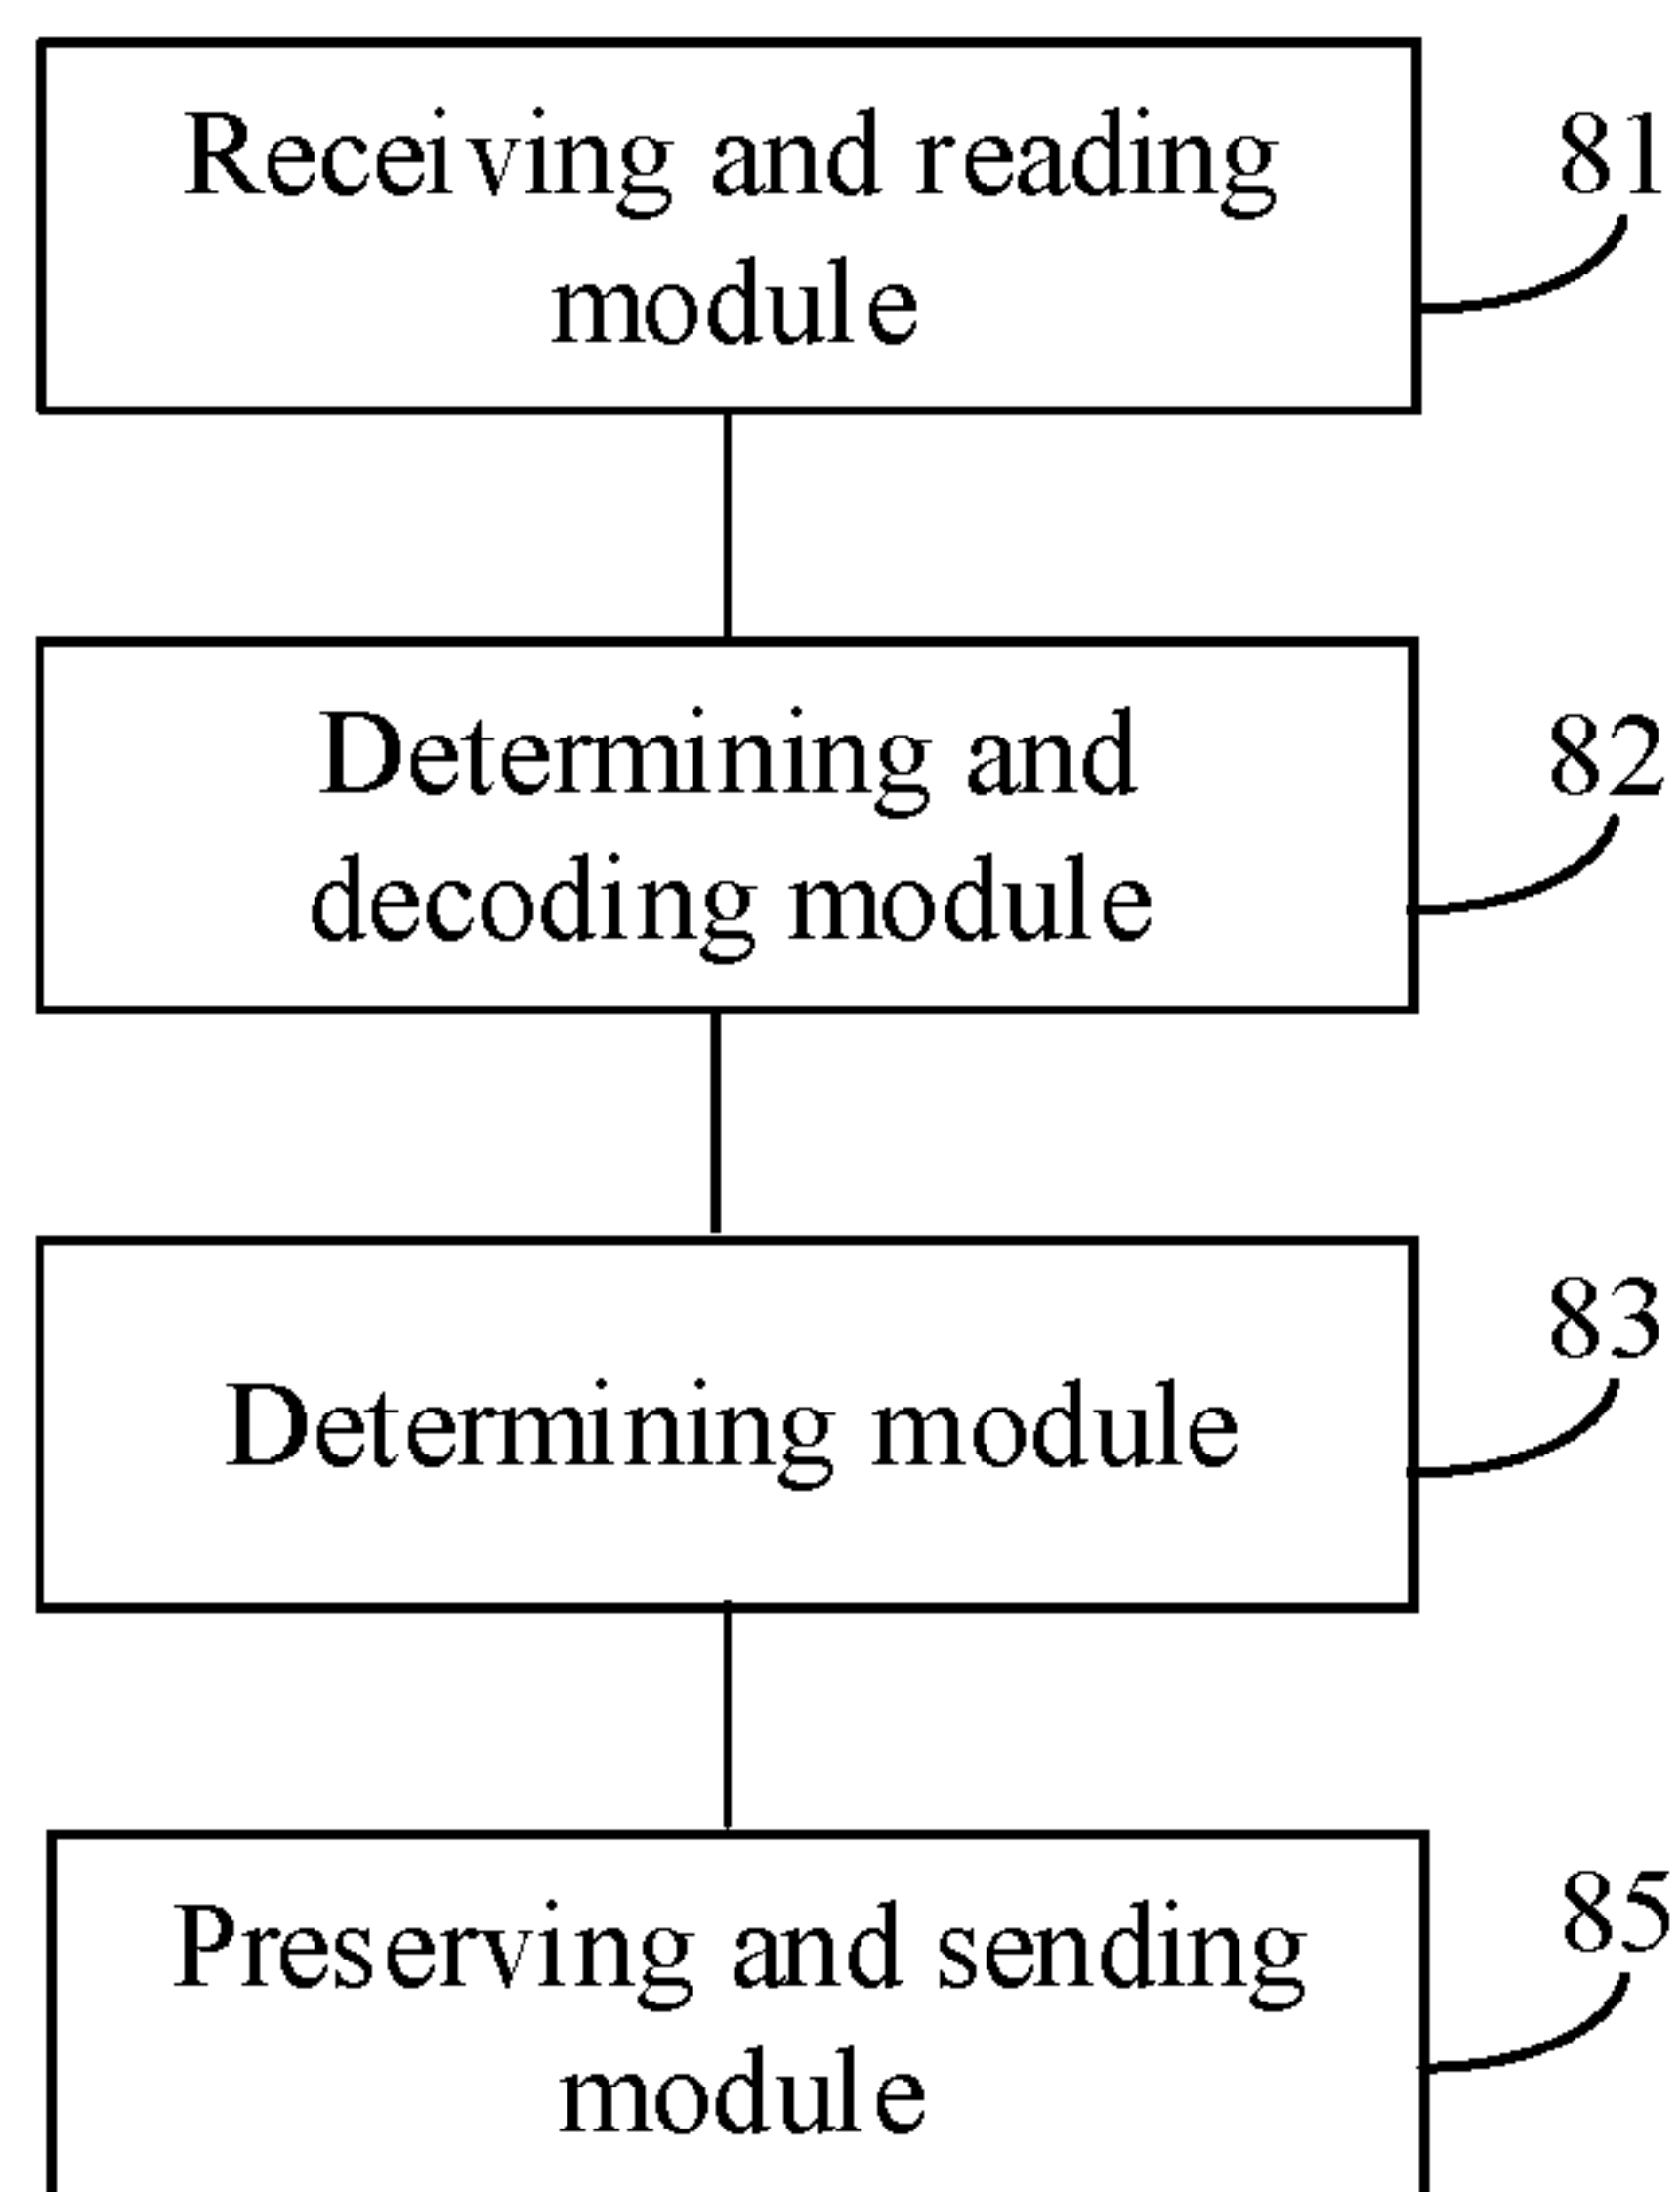 Receiving and reading
module
81
Determining and
decoding module
82
Determining module
83
Preserving and sending
module
85